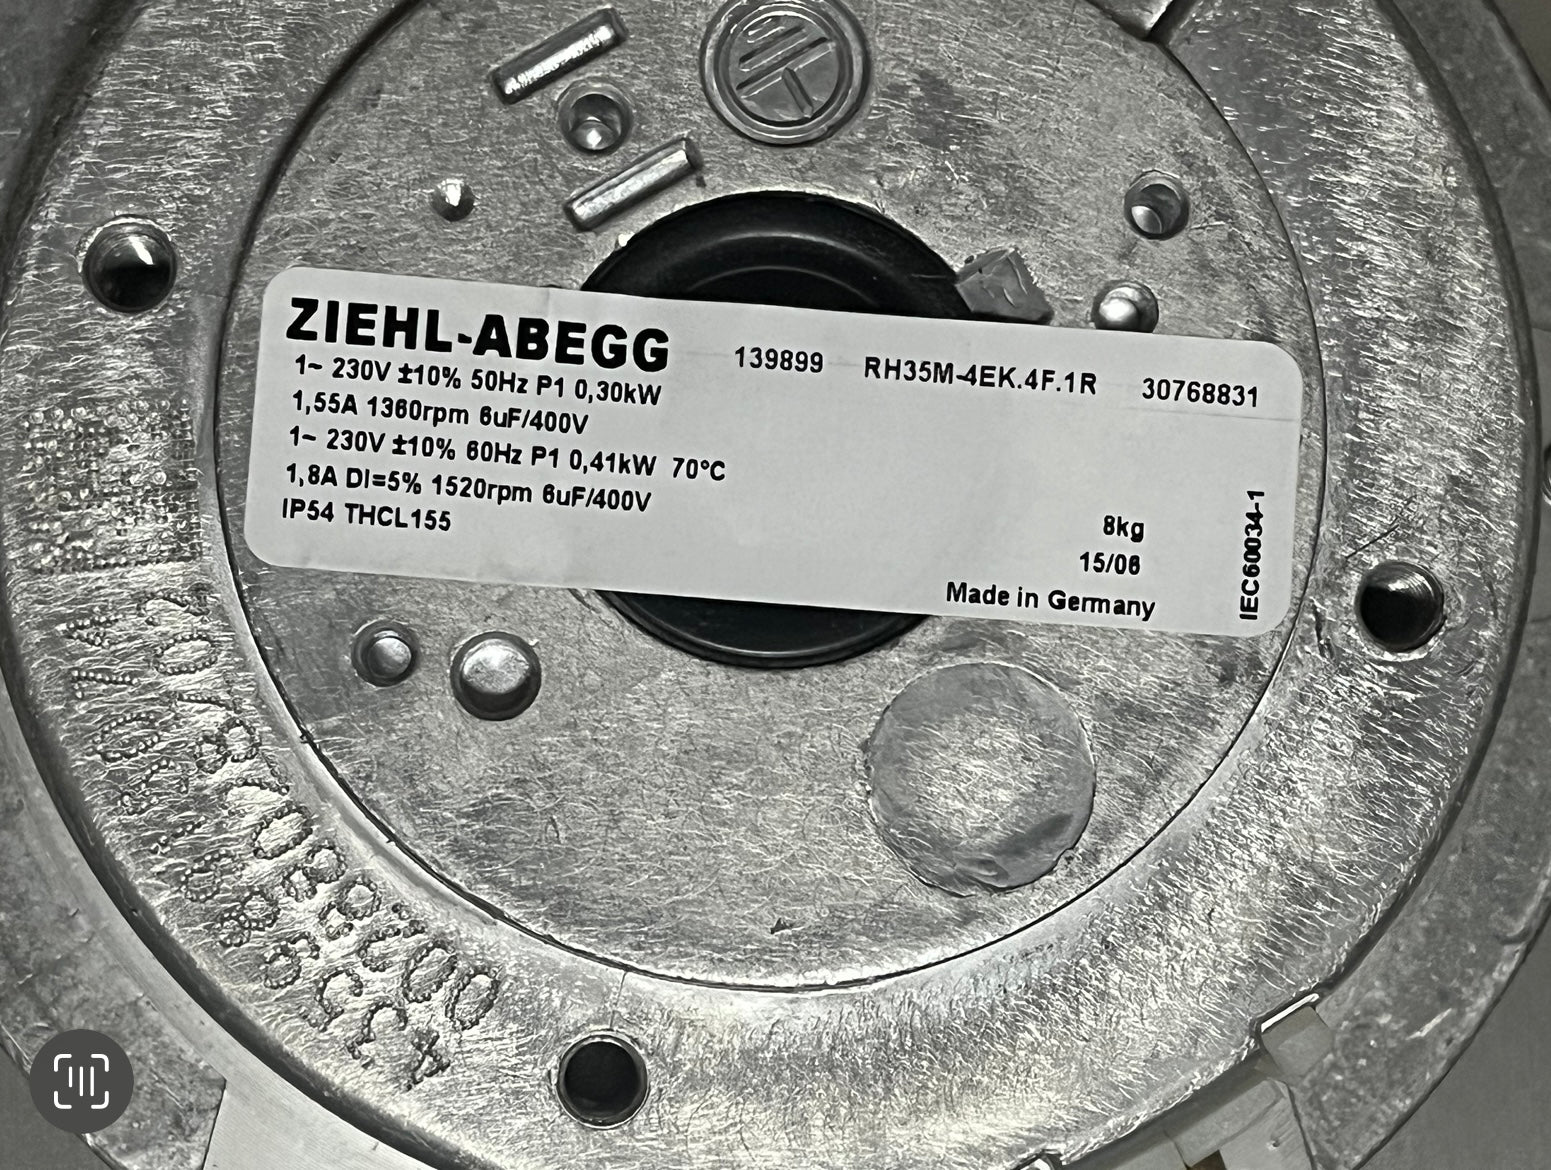 ZIEHL-ABEGG
139899 RH35M-4EK.4F.1R 30768831
1~ 230V ±10% 50Hz P1 0,30kW
1,55A 1360rpm 6uF/400V
1~ 230V ±10% 60Hz P1 0,41kW 70°C
1,8A DI=5% 1520rpm 6uF/400V
IP54 THCL155
8kg
15/06
Made in Germany
IEC60034-1